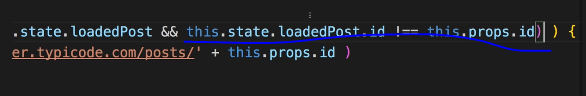 .state.loadedPost && this.state.loadedPost.id !== this.props.id) ) {
er.typicode.com/posts/' + this.props.id )